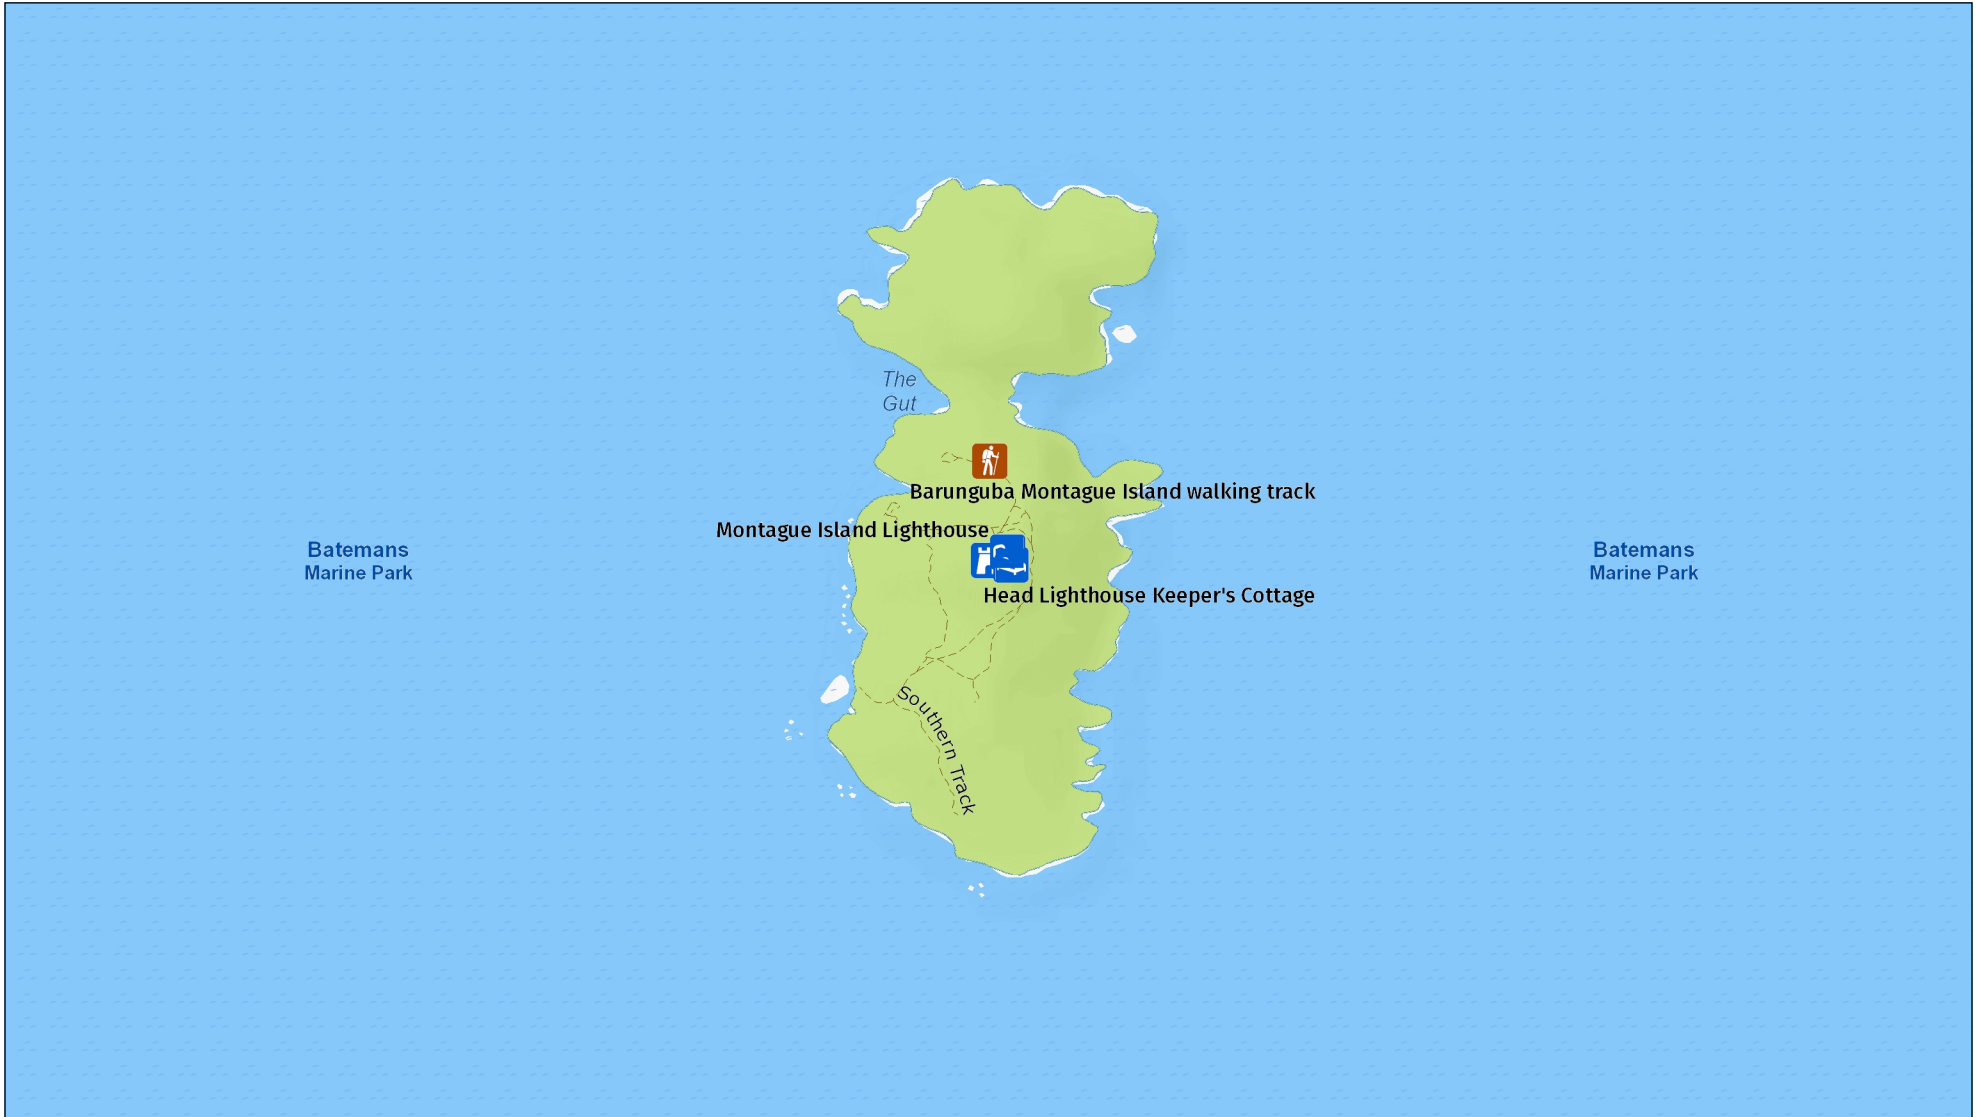 The
Gut
Barunguba Montague Island walking track
Montague Island Lighthouse
Batemans
Marine Park
Batemans
Marine Park
Head Lighthouse Keeper's Cottage
Southern Track